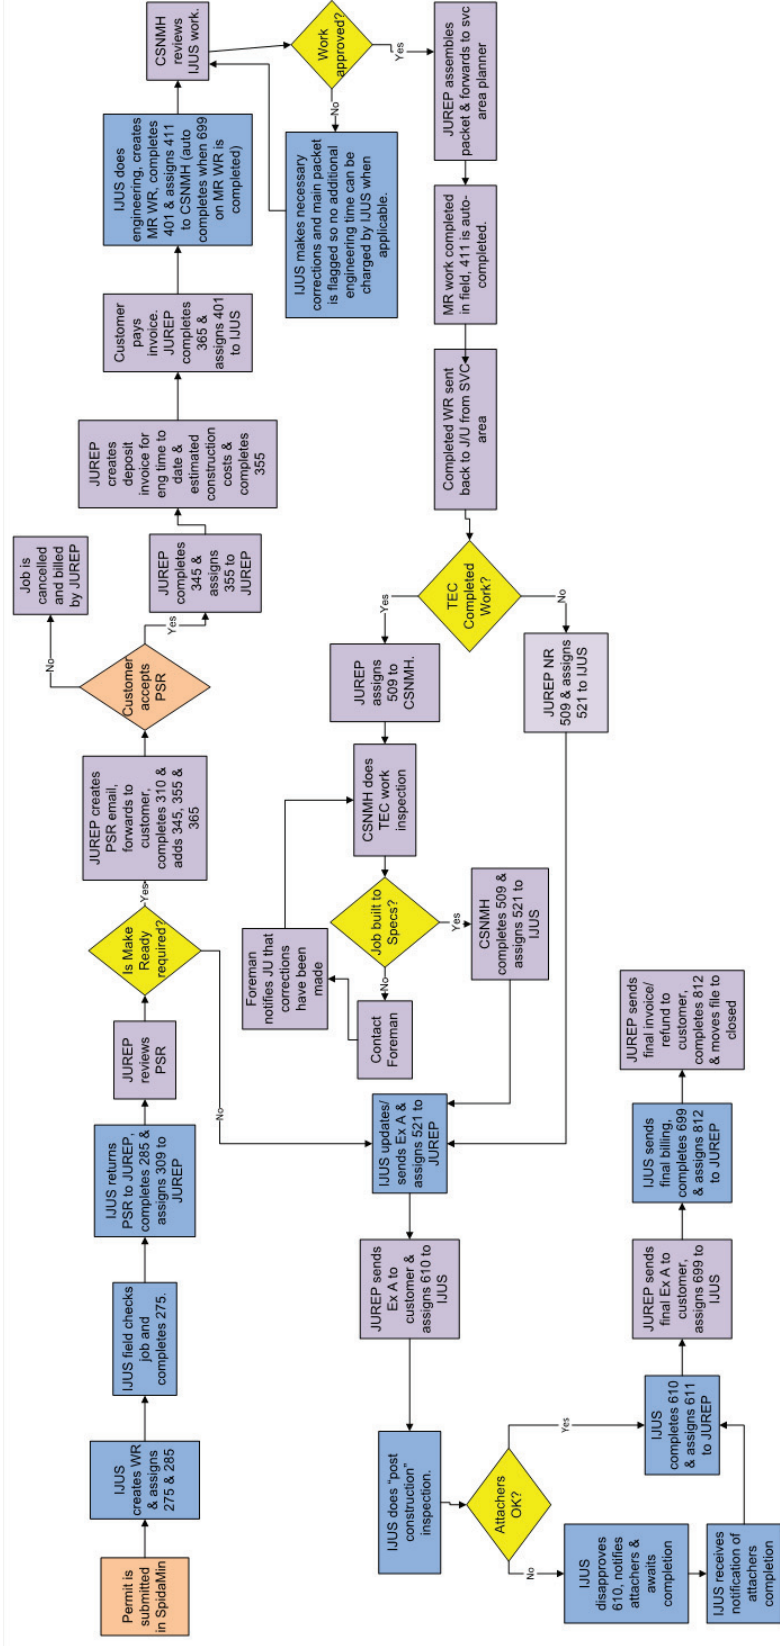 Permit is
submitted
in SpidaMin
IJUS
creates WR
& assigns
275 & 285
IJUS field checks
job and
completes 275.
IJUS returns
PSR to JUREP,
completes 285 &
assigns 309 to
JUREP
JUREP
reviews
PSR
Is Make
Ready
required?
Yes
No
JUREP creates
PSR email,
forwards to
customer,
completes 310 &
adds 345, 355 &
365
Customer
accepts
PSR
No
Yes
Job is
cancelled
and billed
by JUREP
JUREP
completes
345 &
assigns
355 to
JUREP
JUREP
creates
deposit
invoice for
eng time to
date &
estimated
construction
costs &
completes
355
Customer
pays
invoice.
JUREP
completes
365 &
assigns 401
to IJUS
IJUS does
engineering, creates
MR WR, completes
401 & assigns 411
to CSNMH (auto
completes when 699
on MR WR is
completed)
CSNMH
reviews
IJUS work.
Work
approved?
No
Yes
IJUS makes necessary
corrections and main packet
is flagged so no additional
engineering time can be
charged by IJUS when
applicable.
JUREP assembles
packet & forwards to svc
area planner
MR work completed
in field, 411 is auto-
completed.
Completed WR sent
back to J/U from SVC
area
TEC
Completed
Work?
Yes
No
JUREP
assigns
509 to
CSNMH.
JUREP NR
509 & assigns
521 to IJUS
CSNMH does
TEC work
inspection
Job built to
Specs?
No
Yes
Contact
Foreman
Foreman
notifies JU that
corrections
have been
made
CSNMH
completes 509 &
assigns 521 to
IJUS
IJUS updates/
sends Ex A &
assigns 521 to
JUREP
JUREP sends
Ex A to
customer &
assigns 610 to
IJUS
IJUS does "post
construction"
inspection.
Attachers
OK?
No
Yes
IJUS
disapproves
610, notifies
attachers &
awaits
completion
IJUS receives
notification of
attachers
completion
IJUS
completes 610
& assigns 611
to JUREP
JUREP sends
final Ex A to
customer,
assigns 699 to
IJUS
IJUS sends
final billing,
completes 699
& assigns 812
to JUREP
JUREP sends
final invoice/
refund to
customer,
completes 812
& moves file to
closed